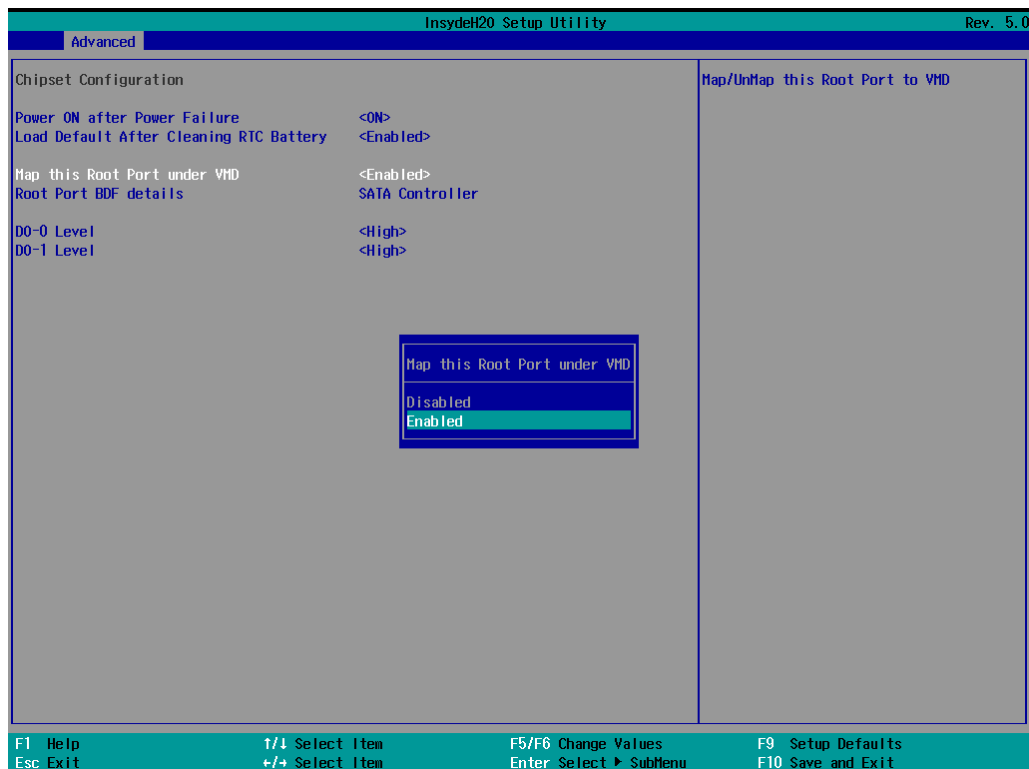 InsydeH20 Setup Utility Rev. 5.0
Advanced
Chipset Configuration
Map/UnMap this Root Port to VMD
Power ON after Power Failure <ON>
Load Default After Cleaning RTC Battery <Enabled>
Map this Root Port under VMD <Enabled>
Root Port BDF details SATA Controller
DO-0 Level <High>
DO-1 Level <High>
Map this Root Port under VMD
Disabled
Enabled
F1 Help ↑/↓ Select Item F5/F6 Change Values F9 Setup Defaults
Esc Exit ←/→ Select Item Enter Select ▶ SubMenu F10 Save and Exit